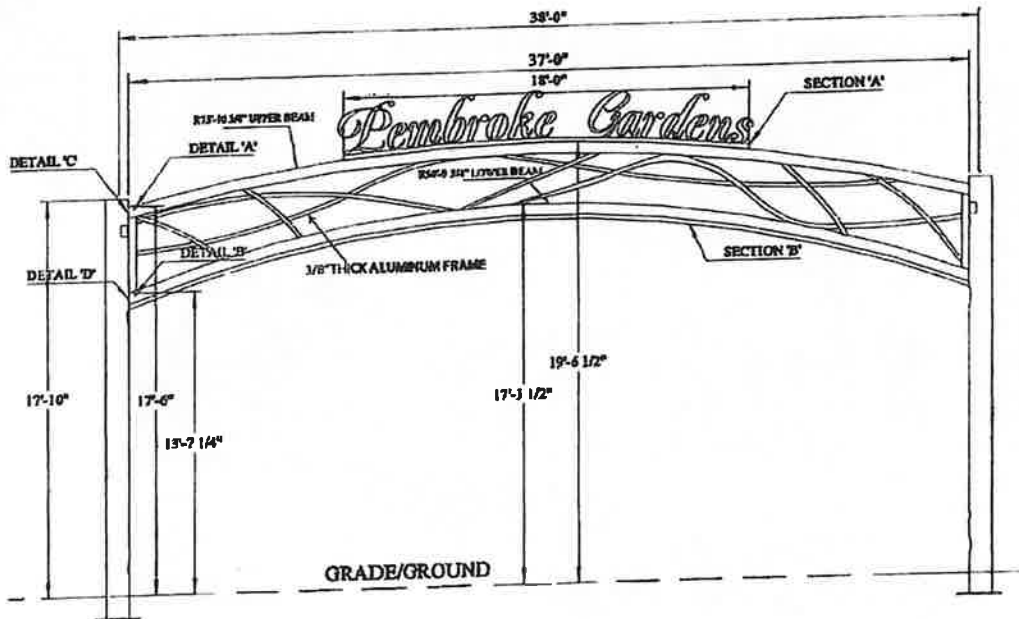 38'-0"
37'-0"
18'-0"
SECTION 'A'
Pembroke Gardens
UPPER BEAM
DETAIL 'A'
DETAIL 'C'
LOWER BEAM
DETAIL 'B'
SECTION 'B'
DETAIL 'D'
3/8" THICK ALUMINUM FRAME
19'-6 1/2"
17'-10"
17'-6"
1/2"
13'-7 1/4"
GRADE/GROUND